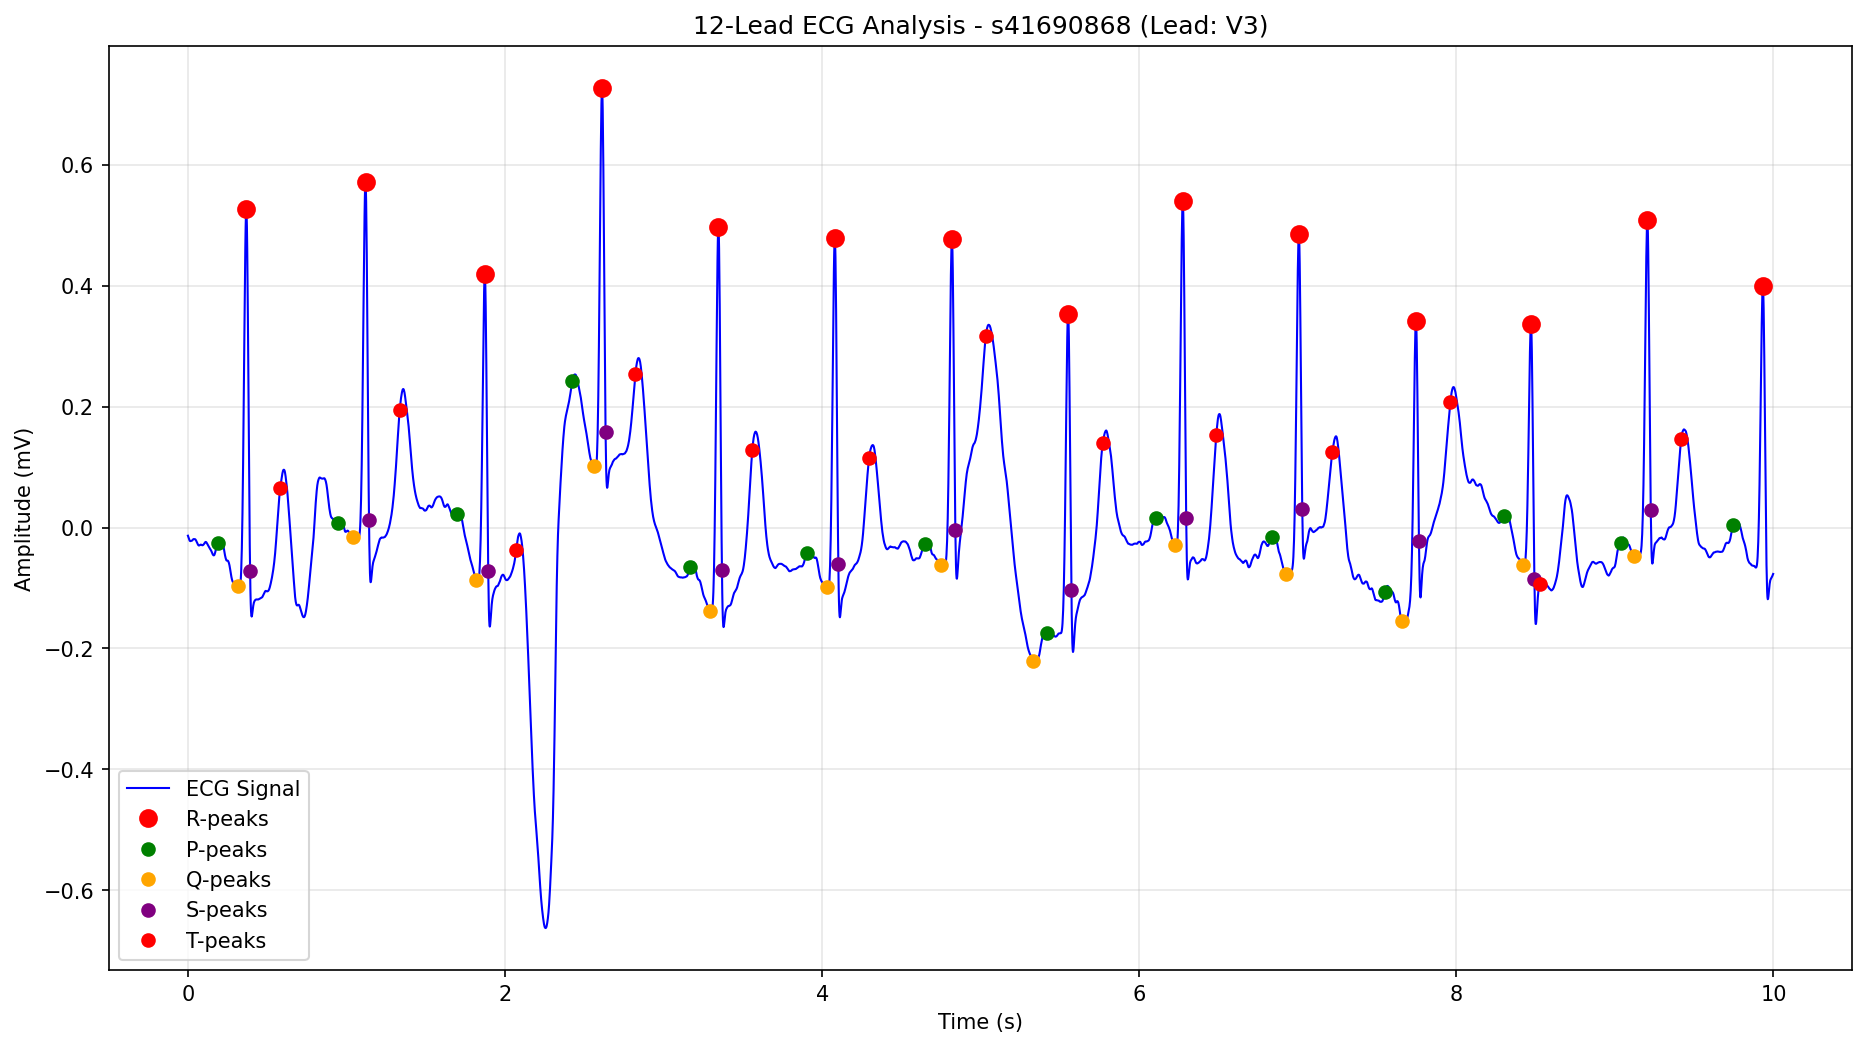 12-Lead ECG Analysis - s41690868 (Lead: V3)
Amplitude (mV)
0.6
0.4
0.2
0.0
−0.2
−0.4
−0.6
ECG Signal
R-peaks
P-peaks
Q-peaks
S-peaks
T-peaks
0 2 4 6 8 10
Time (s)